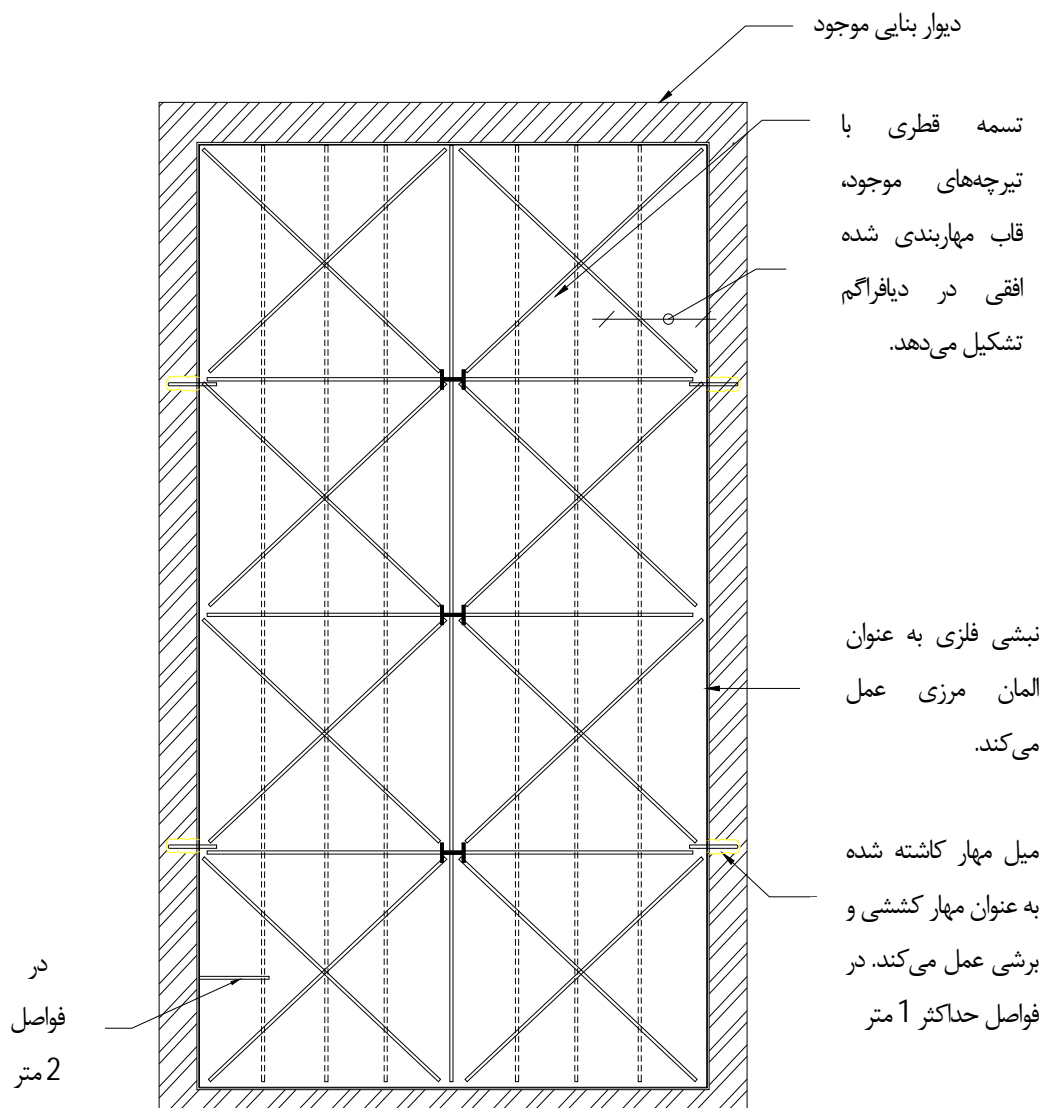 دیوار بنایی موجود
تسمه قطری با
تیرچه‌های موجود،
قاب مهاربندی شده
افقی در دیافراگم
تشکیل می‌دهد.
نبشی فلزی به عنوان
المان مرزی عمل
می‌کند.
میل مهار کاشته شده
به عنوان مهار کششی و
برشی عمل می‌کند. در
فواصل حداکثر 1 متر
در
فواصل
2 متر